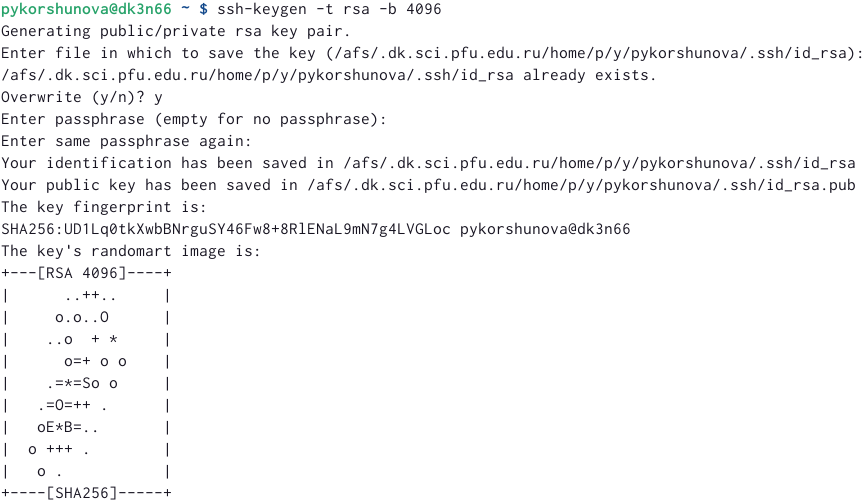 pykorshunova@dk3n66 ~ $ ssh-keygen -t rsa -b 4096
Generating public/private rsa key pair.
Enter file in which to save the key (/afs/.dk.sci.pfu.edu.ru/home/p/y/pykorshunova/.ssh/id_rsa):
/afs/.dk.sci.pfu.edu.ru/home/p/y/pykorshunova/.ssh/id_rsa already exists.
Overwrite (y/n)? y
Enter passphrase (empty for no passphrase):
Enter same passphrase again:
Your identification has been saved in /afs/.dk.sci.pfu.edu.ru/home/p/y/pykorshunova/.ssh/id_rsa
Your public key has been saved in /afs/.dk.sci.pfu.edu.ru/home/p/y/pykorshunova/.ssh/id_rsa.pub
The key fingerprint is:
SHA256:UD1Lq0tkXwbBNrguSY46Fw8+8RlENaL9mN7g4LVGLoc pykorshunova@dk3n66
The key's randomart image is:
+---[RSA 4096]----+
|      ..++..     |
|     o.o..O      |
|    ..o  + *     |
|      o=+ o o    |
|    .=*=So o     |
|   .=O=++ .      |
|   oE*B=..       |
|  o +++ .        |
|   o .           |
+----[SHA256]-----+